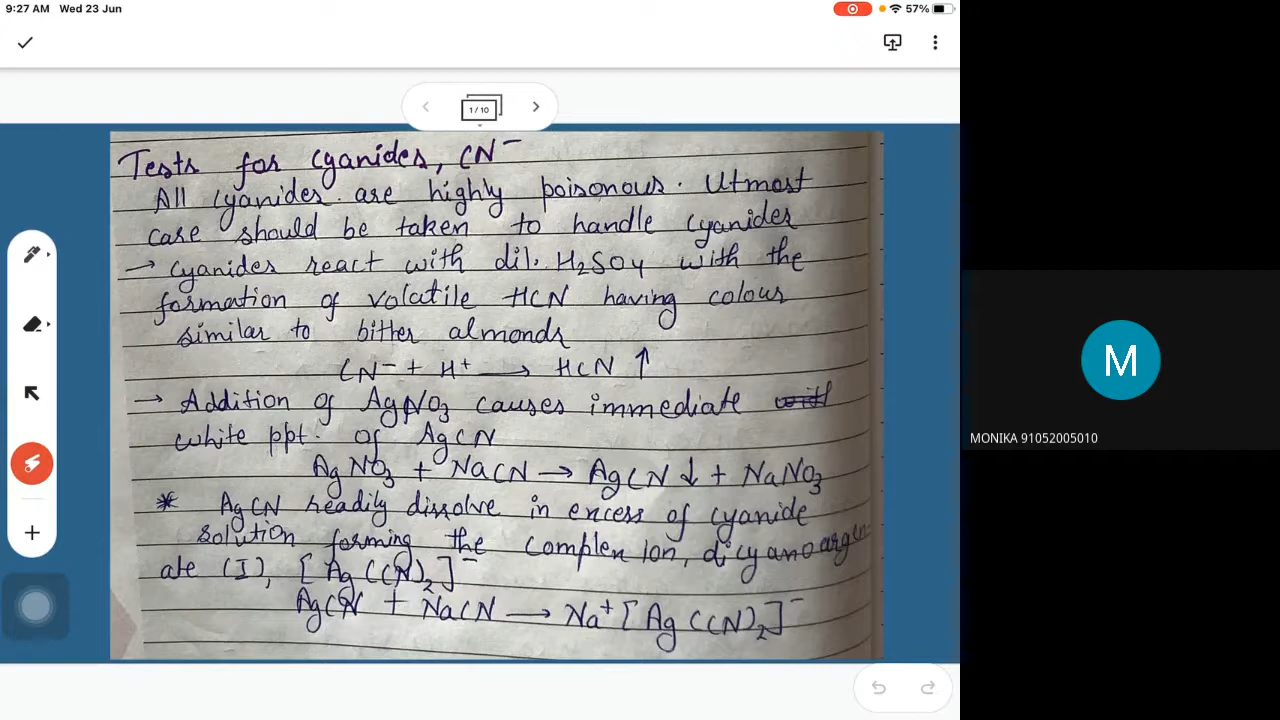 9:27 AM Wed 23 Jun
57%
1 / 10
Tests for Cyanides, CN⁻
All Cyanides are highly poisonous. Utmost
care should be taken to handle Cyanides
→ Cyanides react with dil. H₂SO₄ with the
formation of volatile HCN having colour
similar to bitter almonds
CN⁻ + H⁺ → HCN ↑
→ Addition of AgNO₃ causes immediate with
white ppt. of AgCN
AgNO₃ + NaCN → AgCN ↓ + NaNO₃
* AgCN readily dissolve in excess of cyanide
solution forming the complex ion, dicyanoargen
ate (I), [Ag(CN)₂]⁻
AgCN + NaCN → Na⁺[Ag(CN)₂]⁻
M
MONIKA 91052005010